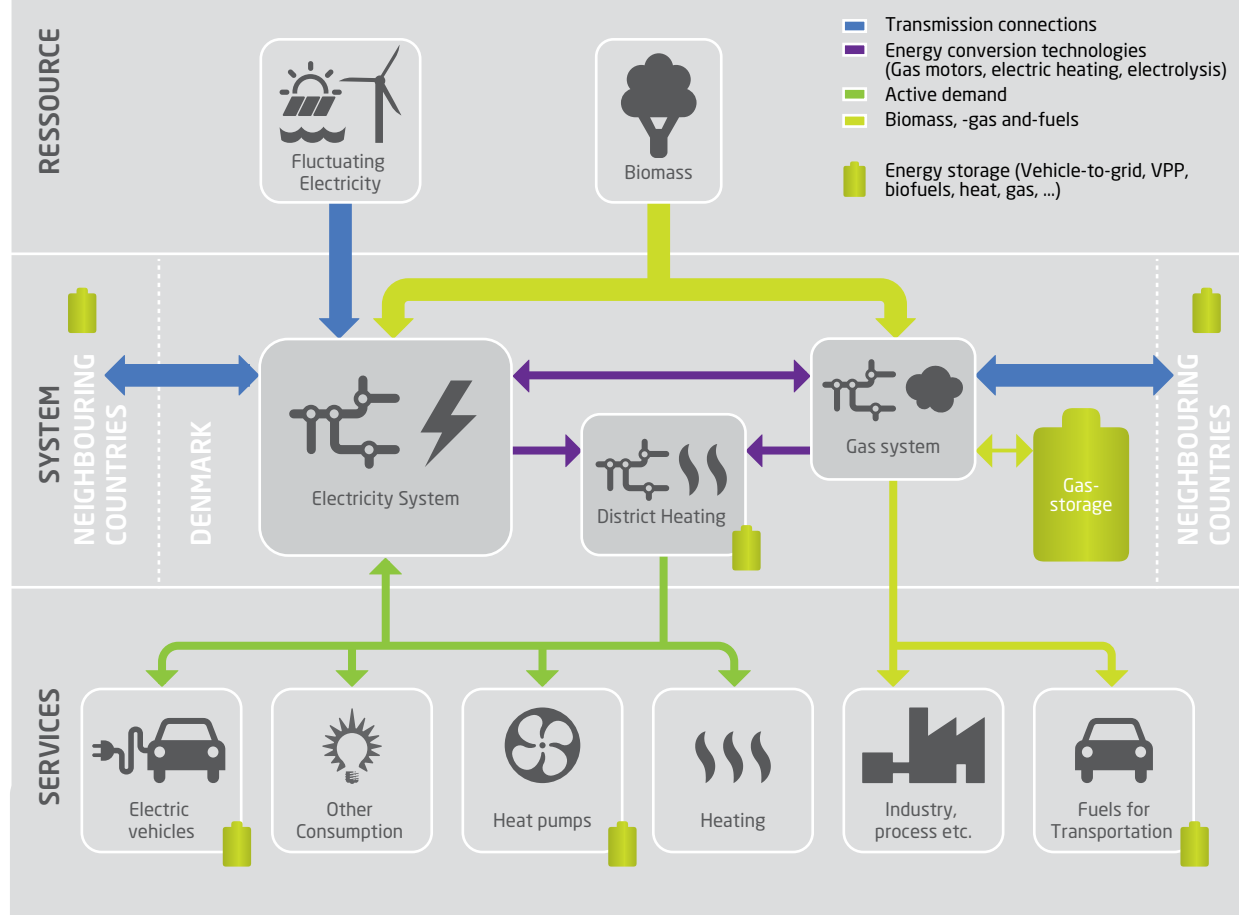 RESSOURCE
Fluctuating
Electricity
Biomass
Transmission connections
Energy conversion technologies
(Gas motors, electric heating, electrolysis)
Active demand
Biomass, -gas and-fuels
Energy storage (Vehicle-to-grid, VPP,
biofuels, heat, gas, ...)
SYSTEM
NEIGHBOURING
COUNTRIES
DENMARK
Electricity System
District Heating
Gas system
Gas-
storage
NEIGHBOURING
COUNTRIES
SERVICES
Electric
vehicles
Other
Consumption
Heat pumps
Heating
Industry,
process etc.
Fuels for
Transportation